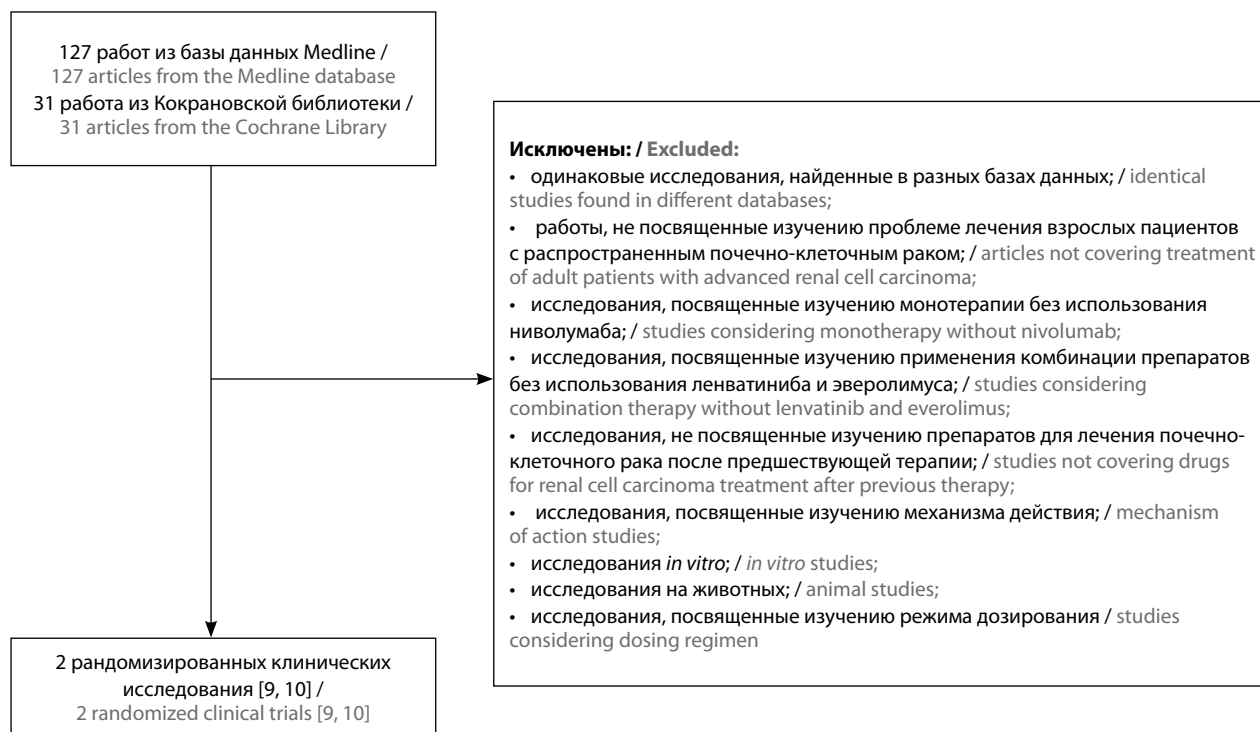 127 работ из базы данных Medline /
127 articles from the Medline database
31 работа из Кокрановской библиотеки /
31 articles from the Cochrane Library
Исключены: / Excluded:
• одинаковые исследования, найденные в разных базах данных; / identical
studies found in different databases;
• работы, не посвященные изучению проблеме лечения взрослых пациентов
с распространенным почечно-клеточным раком; / articles not covering treatment
of adult patients with advanced renal cell carcinoma;
• исследования, посвященные изучению монотерапии без использования
ниволумаба; / studies considering monotherapy without nivolumab;
• исследования, посвященные изучению применения комбинации препаратов
без использования ленватиниба и эверолимуса; / studies considering
combination therapy without lenvatinib and everolimus;
• исследования, не посвященные изучению препаратов для лечения почечно-
клеточного рака после предшествующей терапии; / studies not covering drugs
for renal cell carcinoma treatment after previous therapy;
• исследования, посвященные изучению механизма действия; / mechanism
of action studies;
• исследования in vitro; / in vitro studies;
• исследования на животных; / animal studies;
• исследования, посвященные изучению режима дозирования / studies
considering dosing regimen
2 рандомизированных клинических
исследования [9, 10] /
2 randomized clinical trials [9, 10]